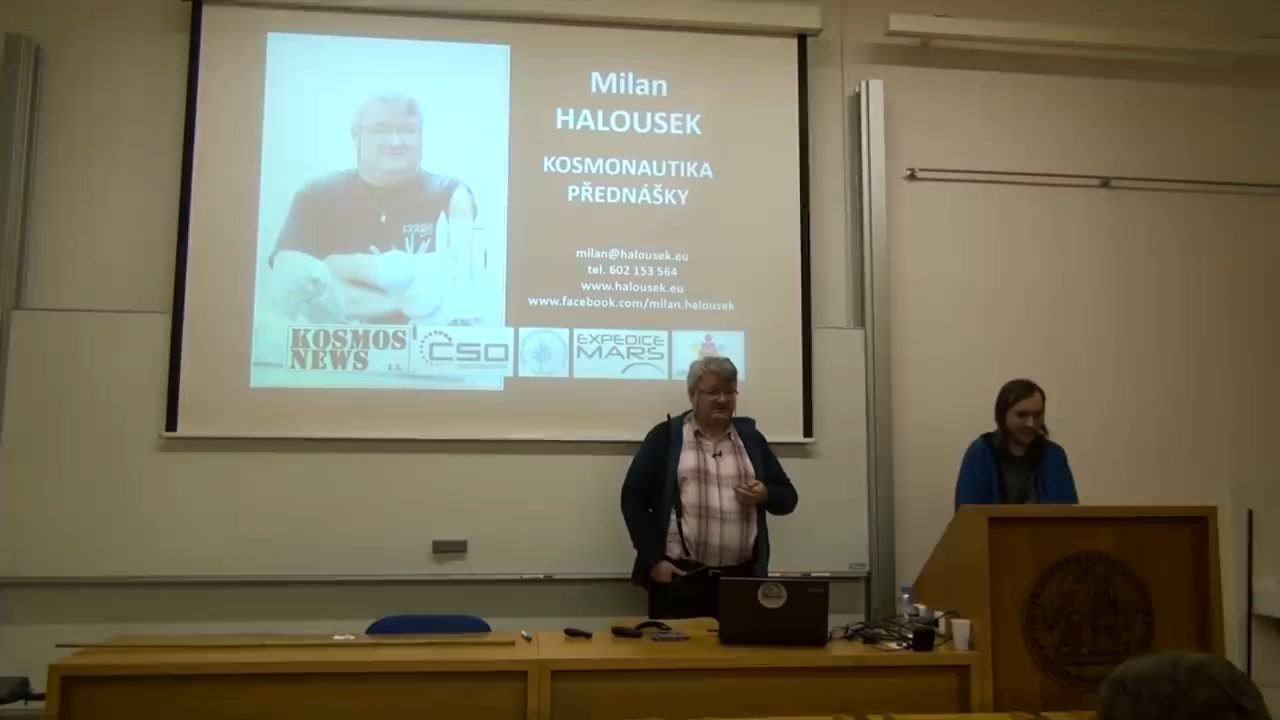 Milan
HALOUSEK
KOSMONAUTIKA
PŘEDNÁŠKY
milan@halousek.eu
tel. 602 153 564
www.halousek.eu
www.facebook.com/milan.halousek
KOSMOS
NEWS
ČSO
EXPEDICE
MARS